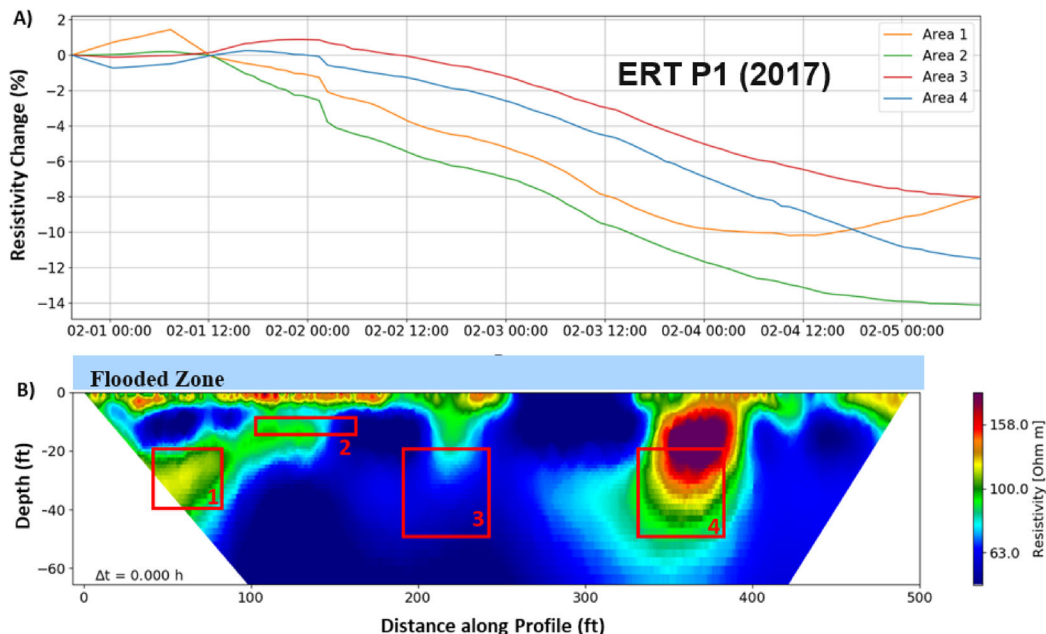 A)
Resistivity Change (%)
2
0
−2
−4
−6
−8
−10
−12
−14
ERT P1 (2017)
Area 1
Area 2
Area 3
Area 4
02-01 00:00
02-01 12:00
02-02 00:00
02-02 12:00
02-03 00:00
02-03 12:00
02-04 00:00
02-04 12:00
02-05 00:00
B)
Flooded Zone
Depth (ft)
0
−20
−40
−60
1
2
3
4
Δt = 0.000 h
0
100
200
300
400
500
Distance along Profile (ft)
158.0
100.0
63.0
Resistivity [Ohm m]